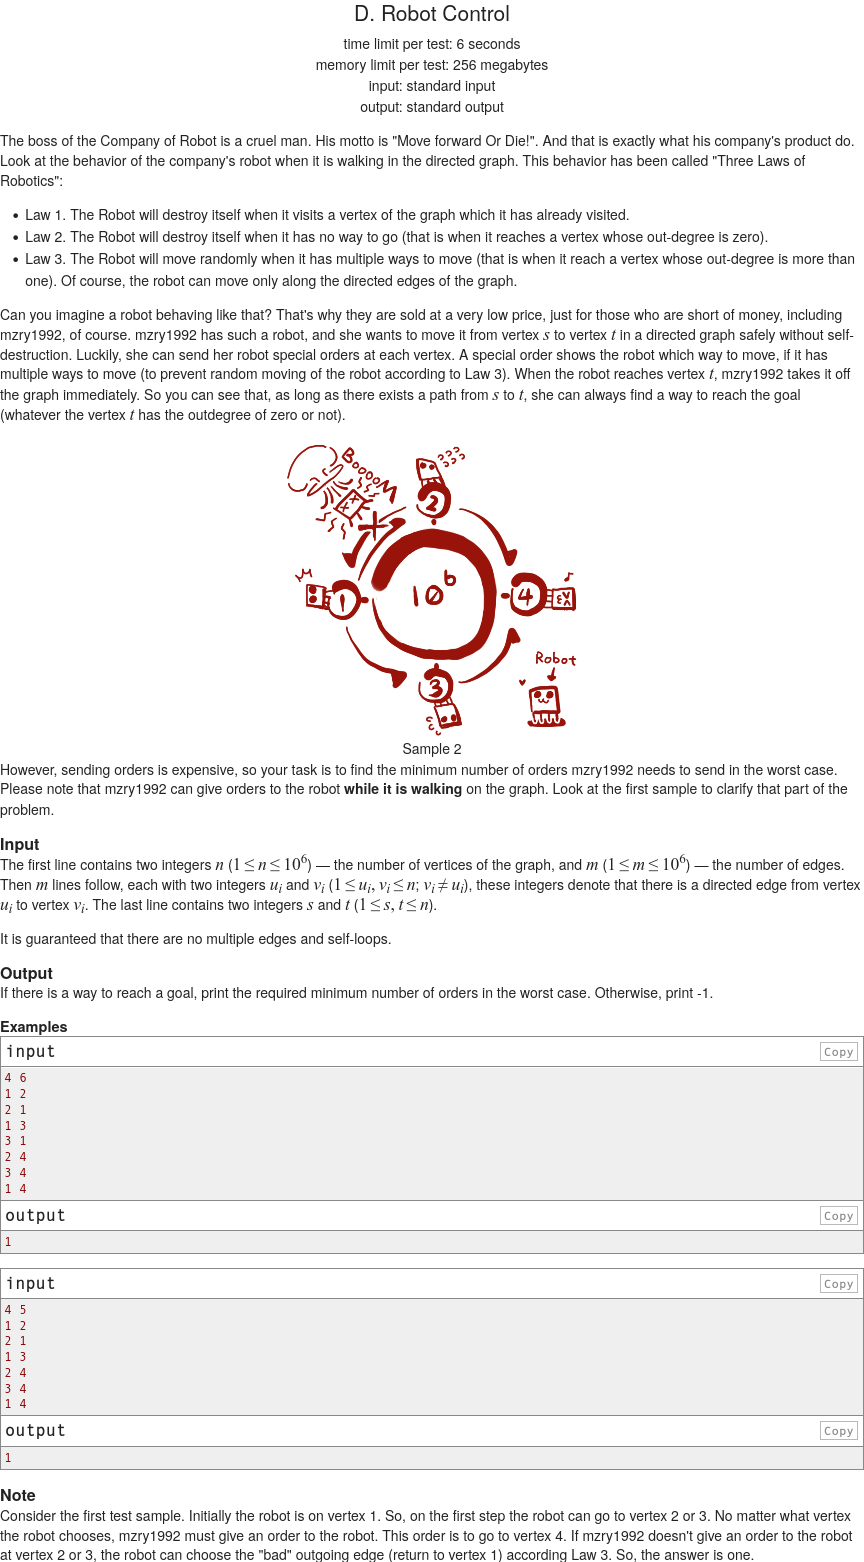 D. Robot Control
time limit per test: 6 seconds
memory limit per test: 256 megabytes
input: standard input
output: standard output
The boss of the Company of Robot is a cruel man. His motto is "Move forward Or Die!". And that is exactly what his company's product do.
Look at the behavior of the company's robot when it is walking in the directed graph. This behavior has been called "Three Laws of
Robotics":
• Law 1. The Robot will destroy itself when it visits a vertex of the graph which it has already visited.
• Law 2. The Robot will destroy itself when it has no way to go (that is when it reaches a vertex whose out-degree is zero).
• Law 3. The Robot will move randomly when it has multiple ways to move (that is when it reach a vertex whose out-degree is more than
one). Of course, the robot can move only along the directed edges of the graph.
Can you imagine a robot behaving like that? That's why they are sold at a very low price, just for those who are short of money, including
mzry1992, of course. mzry1992 has such a robot, and she wants to move it from vertex s to vertex t in a directed graph safely without self-
destruction. Luckily, she can send her robot special orders at each vertex. A special order shows the robot which way to move, if it has
multiple ways to move (to prevent random moving of the robot according to Law 3). When the robot reaches vertex t, mzry1992 takes it off
the graph immediately. So you can see that, as long as there exists a path from s to t, she can always find a way to reach the goal
(whatever the vertex t has the outdegree of zero or not).
BooooM
????
2
1
10⁶
4
3
Robot
Sample 2
However, sending orders is expensive, so your task is to find the minimum number of orders mzry1992 needs to send in the worst case.
Please note that mzry1992 can give orders to the robot while it is walking on the graph. Look at the first sample to clarify that part of the
problem.
Input
The first line contains two integers n (1 ≤ n ≤ 10⁶) — the number of vertices of the graph, and m (1 ≤ m ≤ 10⁶) — the number of edges.
Then m lines follow, each with two integers uᵢ and vᵢ (1 ≤ uᵢ, vᵢ ≤ n; vᵢ ≠ uᵢ), these integers denote that there is a directed edge from vertex
uᵢ to vertex vᵢ. The last line contains two integers s and t (1 ≤ s, t ≤ n).
It is guaranteed that there are no multiple edges and self-loops.
Output
If there is a way to reach a goal, print the required minimum number of orders in the worst case. Otherwise, print -1.
Examples
input Copy
4 6
1 2
2 1
1 3
3 1
2 4
3 4
1 4
output Copy
1
input Copy
4 5
1 2
2 1
1 3
2 4
3 4
1 4
output Copy
1
Note
Consider the first test sample. Initially the robot is on vertex 1. So, on the first step the robot can go to vertex 2 or 3. No matter what vertex
the robot chooses, mzry1992 must give an order to the robot. This order is to go to vertex 4. If mzry1992 doesn't give an order to the robot
at vertex 2 or 3, the robot can choose the "bad" outgoing edge (return to vertex 1) according Law 3. So, the answer is one.